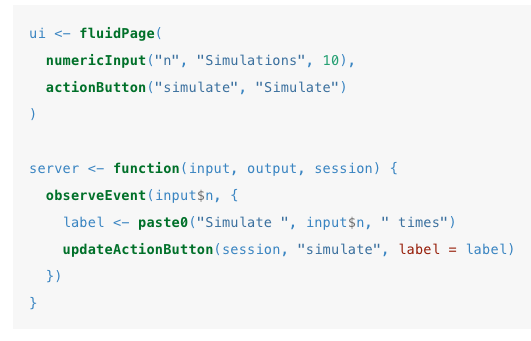 ui <- fluidPage(
  numericInput("n", "Simulations", 10),
  actionButton("simulate", "Simulate")
)

server <- function(input, output, session) {
  observeEvent(input$n, {
    label <- paste0("Simulate ", input$n, " times")
    updateActionButton(session, "simulate", label = label)
  })
}